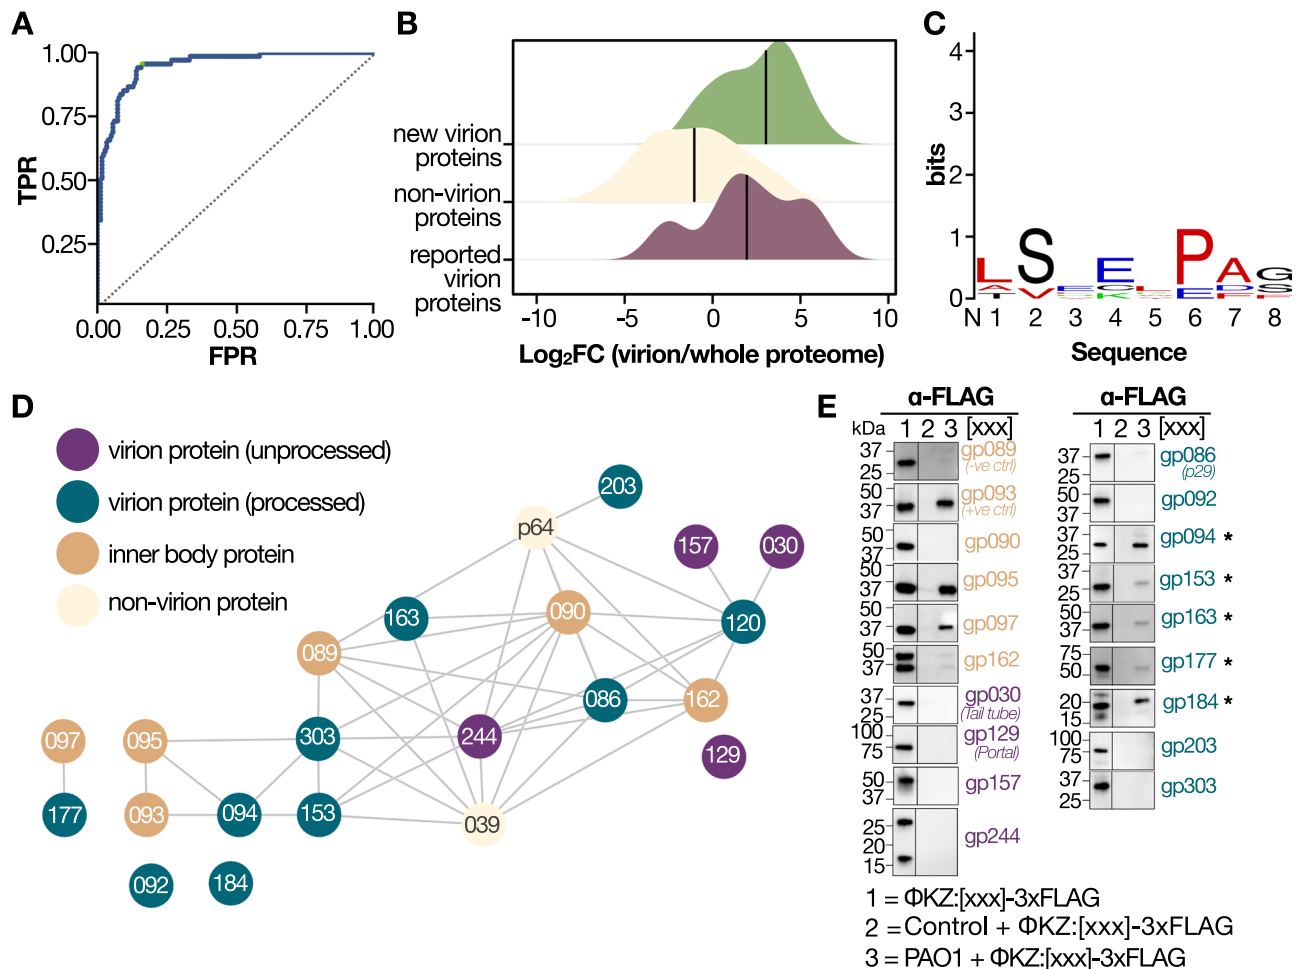 A
1.00
0.75
0.50
0.25
TPR
0.00
0.25
0.50
0.75
1.00
FPR
B
new virion
proteins
non-virion
proteins
reported
virion
proteins
-10
-5
0
5
10
Log₂FC (virion/whole proteome)
C
4
3
2
1
0
bits
N
1
2
3
4
5
6
7
8
L
S
E
P
A
G
Sequence
D
virion protein (unprocessed)
virion protein (processed)
inner body protein
non-virion protein
203
p64
157
030
163
090
120
089
086
162
097
095
303
244
129
177
093
094
153
039
092
184
E
α-FLAG
kDa
1 2 3 [xxx]
37
25
gp089
(-ve ctrl)
50
37
gp093
(+ve ctrl)
50
37
gp090
50
37
gp095
50
37
gp097
50
37
gp162
37
25
gp030
(Tail tube)
100
75
gp129
(Portal)
50
37
gp157
25
20
15
gp244
α-FLAG
1 2 3 [xxx]
37
25
gp086
(p29)
50
37
gp092
37
25
gp094 *
37
25
gp153 *
50
37
gp163 *
75
50
gp177 *
20
15
gp184 *
100
75
gp203
37
25
gp303
1 = ΦKZ:[xxx]-3xFLAG
2 = Control + ΦKZ:[xxx]-3xFLAG
3 = PAO1 + ΦKZ:[xxx]-3xFLAG